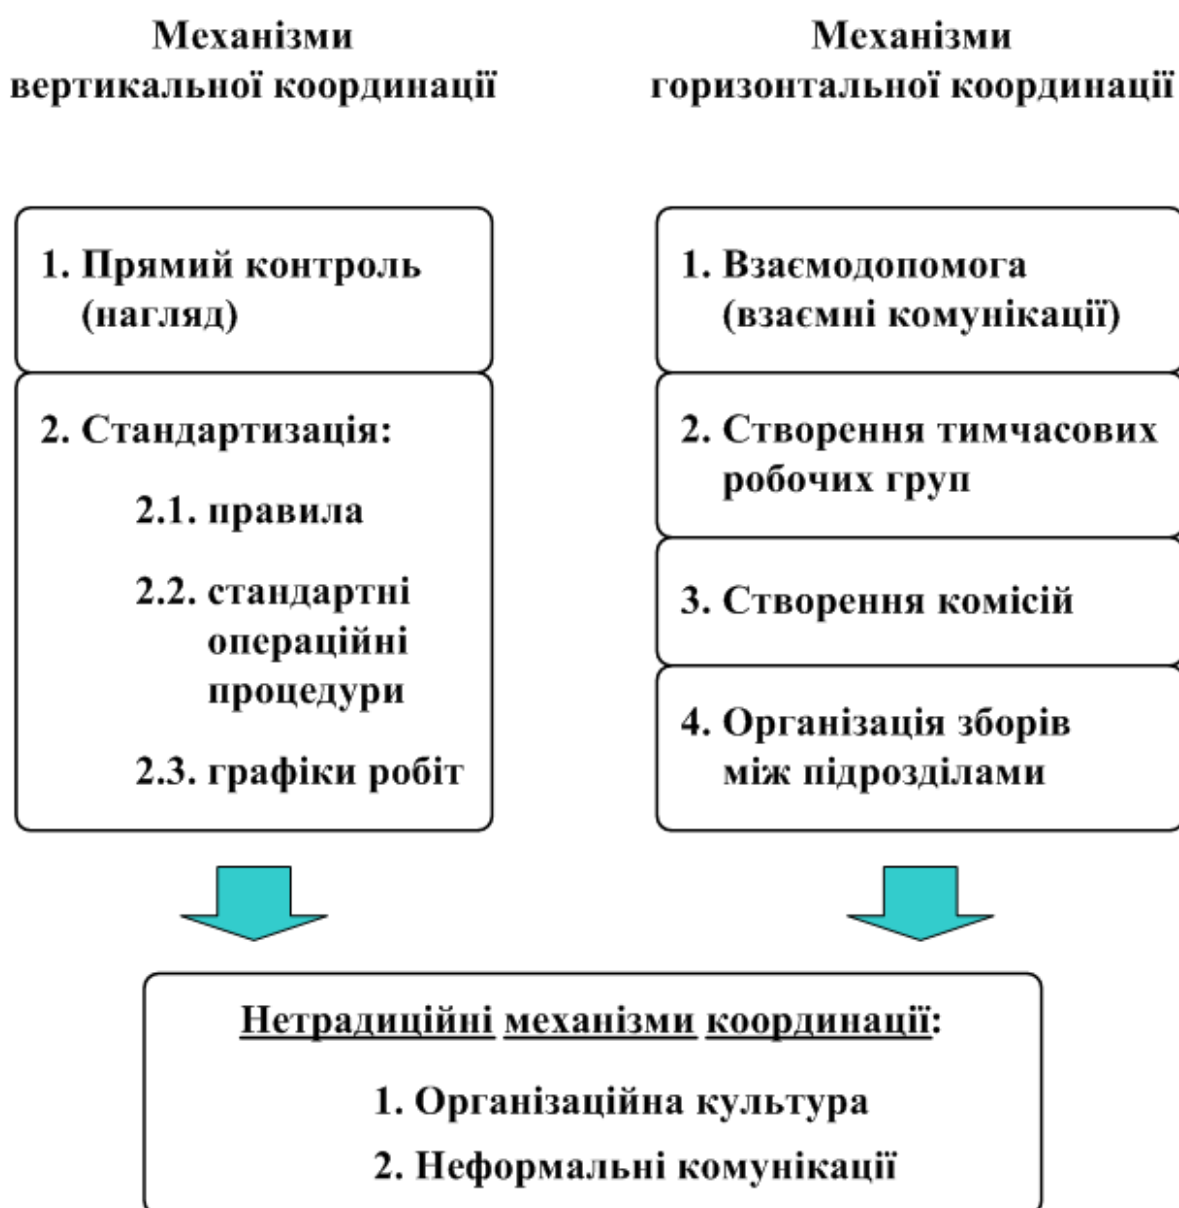 Механізми
вертикальної координації
Механізми
горизонтальної координації
1. Прямий контроль
(нагляд)
2. Стандартизація:
2.1. правила
2.2. стандартні
операційні
процедури
2.3. графіки робіт
1. Взаємодопомога
(взаємні комунікації)
2. Створення тимчасових
робочих груп
3. Створення комісій
4. Організація зборів
між підрозділами
Нетрадиційні механізми координації:
1. Організаційна культура
2. Неформальні комунікації